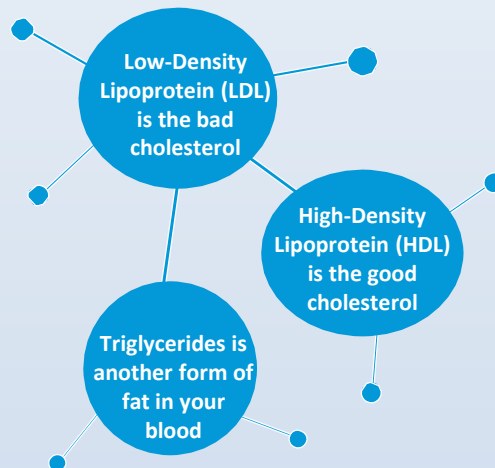 Low-Density
Lipoprotein (LDL)
is the bad
cholesterol
High-Density
Lipoprotein (HDL)
is the good
cholesterol
Triglycerides is
another form of
fat in your
blood